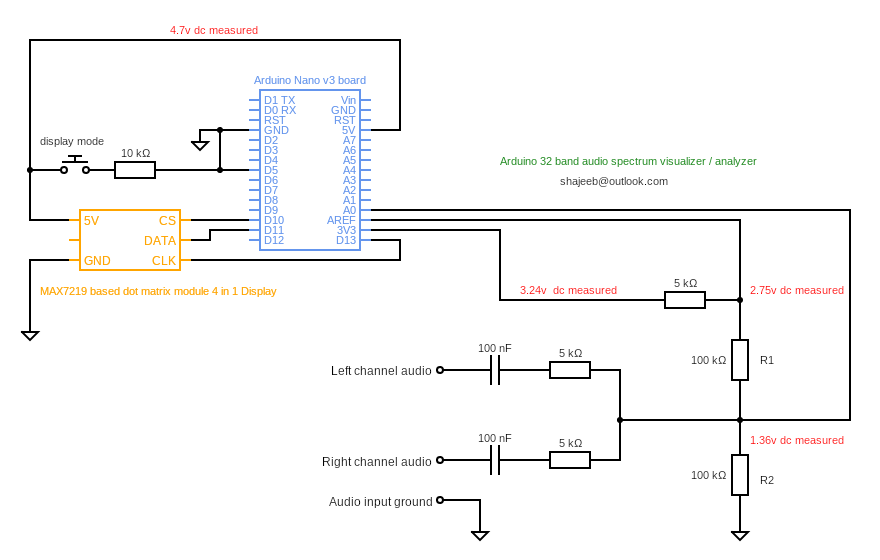 4.7v dc measured
Arduino Nano v3 board
D1 TX
D0 RX
RST
GND
D2
D3
D4
D5
D6
D7
D8
D9
D10
D11
D12
Vin
GND
RST
5V
A7
A6
A5
A4
A3
A2
A1
A0
AREF
3V3
D13
display mode
10 kΩ
Arduino 32 band audio spectrum visualizer / analyzer
shajeeb@outlook.com
5V
GND
CS
DATA
CLK
MAX7219 based dot matrix module 4 in 1 Display
3.24v dc measured
5 kΩ
2.75v dc measured
100 kΩ
R1
100 nF
5 kΩ
Left channel audio
1.36v dc measured
100 nF
5 kΩ
Right channel audio
100 kΩ
R2
Audio input ground